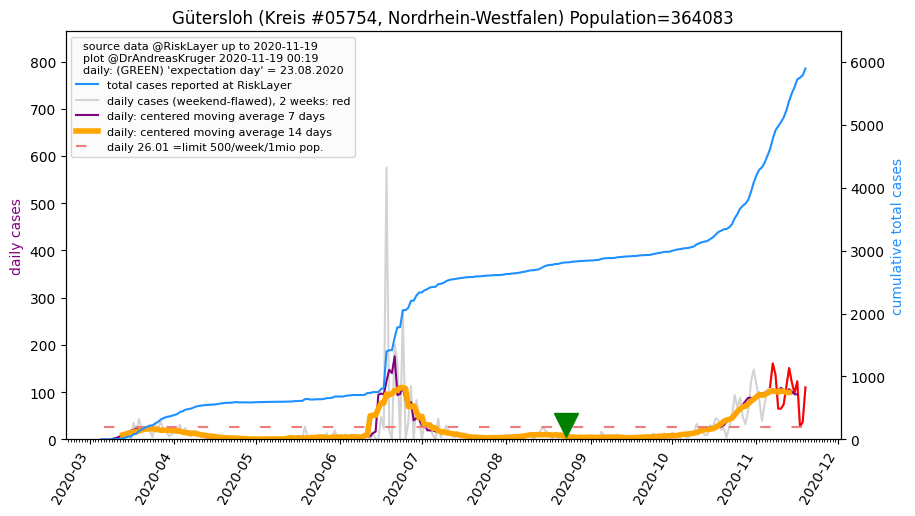 Gütersloh (Kreis #05754, Nordrhein-Westfalen) Population=364083
source data @RiskLayer up to 2020-11-19
plot @DrAndreasKruger 2020-11-19 00:19
daily: (GREEN) 'expectation day' = 23.08.2020
total cases reported at RiskLayer
daily cases (weekend-flawed), 2 weeks: red
daily: centered moving average 7 days
daily: centered moving average 14 days
daily 26.01 =limit 500/week/1mio pop.
daily cases
800
700
600
500
400
300
200
100
0
cumulative total cases
6000
5000
4000
3000
2000
1000
0
2020-03
2020-04
2020-05
2020-06
2020-07
2020-08
2020-09
2020-10
2020-11
2020-12